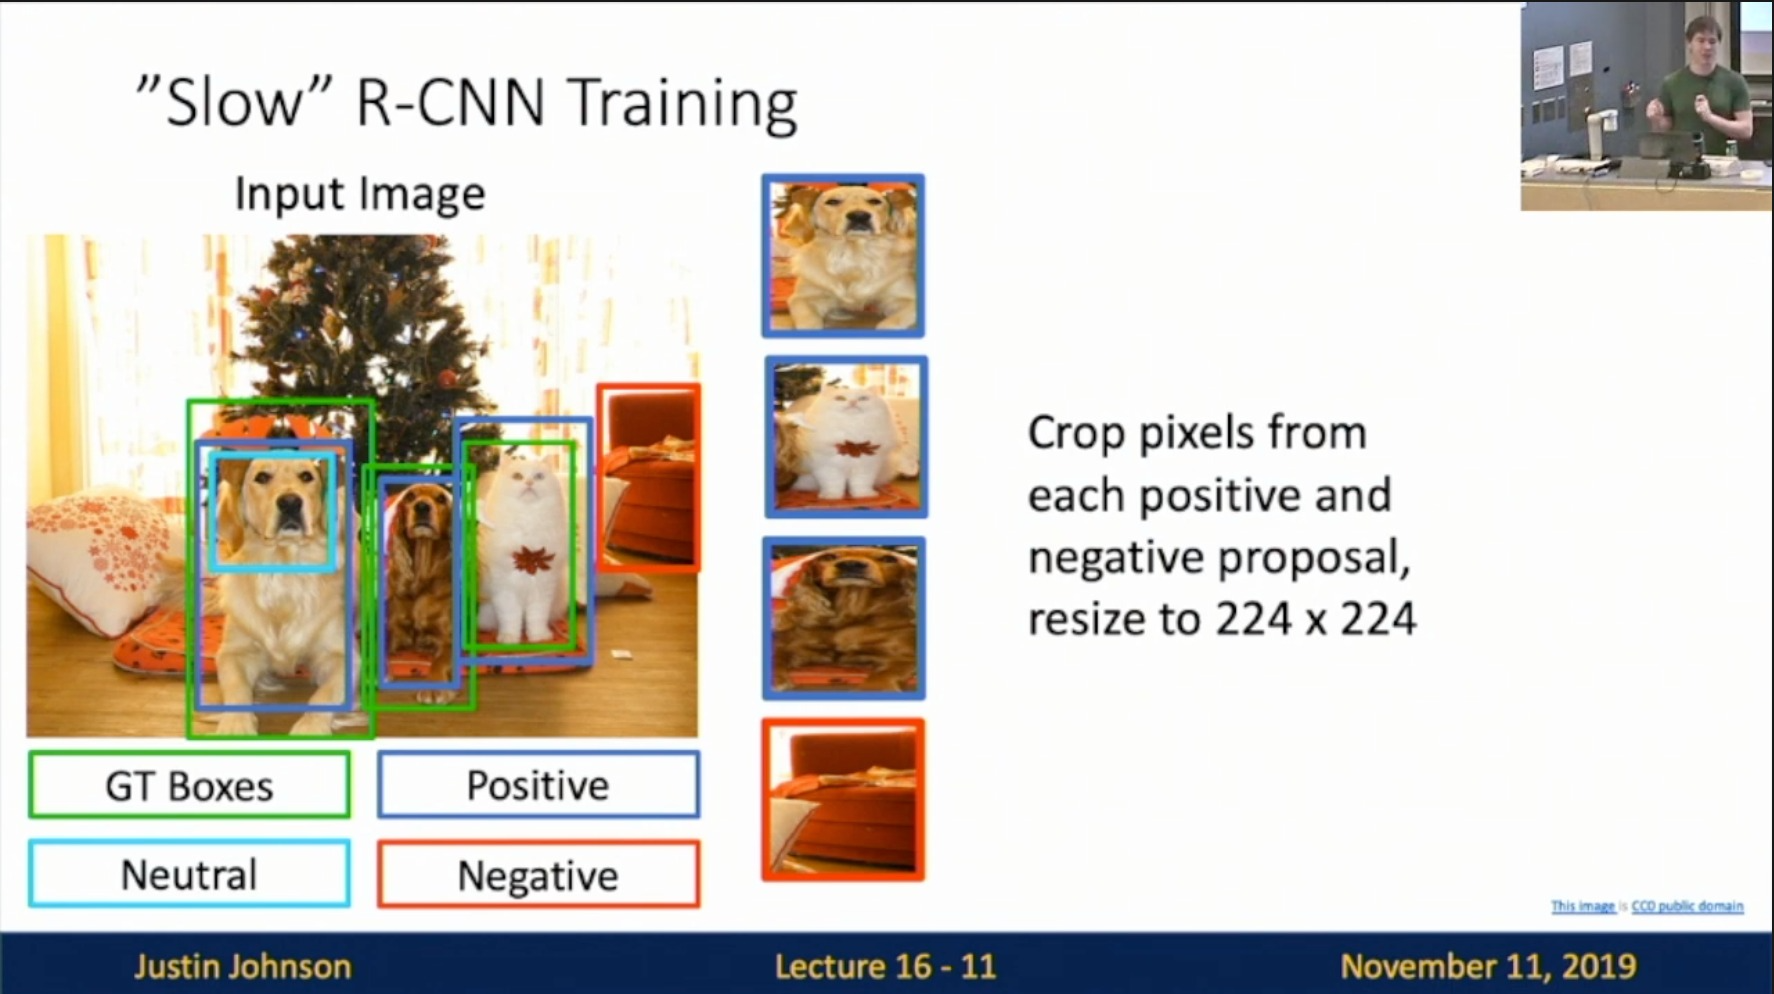 ”Slow” R-CNN Training
Input Image
GT Boxes
Positive
Neutral
Negative
Crop pixels from
each positive and
negative proposal,
resize to 224 x 224
This image is CC0 public domain
Justin Johnson
Lecture 16 - 11
November 11, 2019